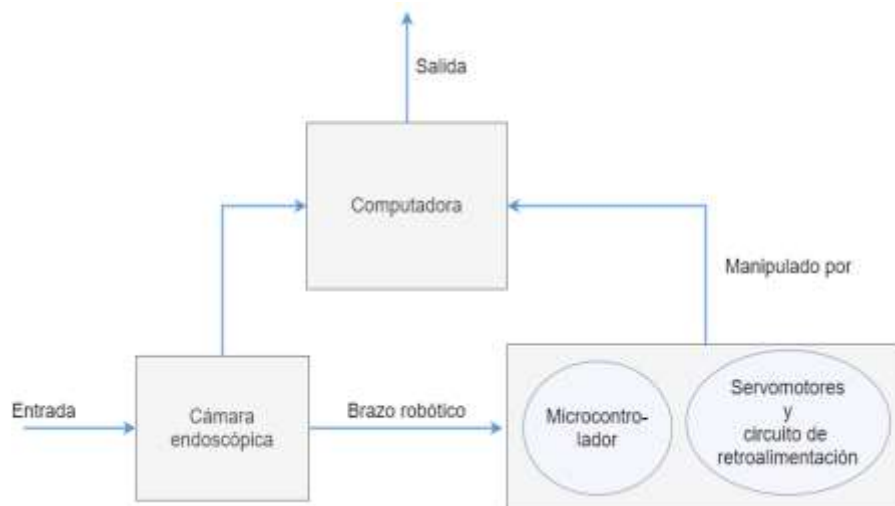 Salida
Computadora
Manipulado por
Entrada
Cámara
endoscópica
Brazo robótico
Microcontro-
lador
Servomotores
y
circuito de
retroalimentación